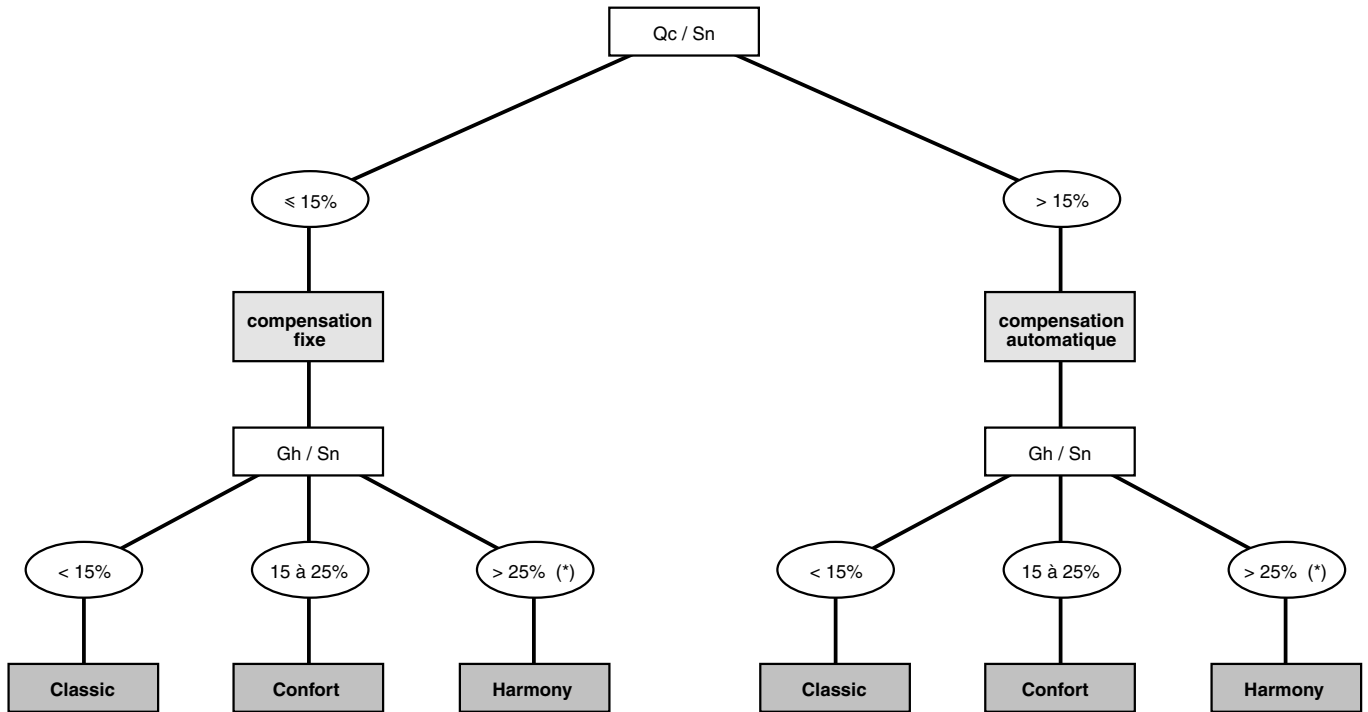 Qc / Sn
⩽ 15%
> 15%
compensation
fixe
compensation
automatique
Gh / Sn
Gh / Sn
< 15%
15 à 25%
> 25% (*)
< 15%
15 à 25%
> 25% (*)
Classic
Confort
Harmony
Classic
Confort
Harmony